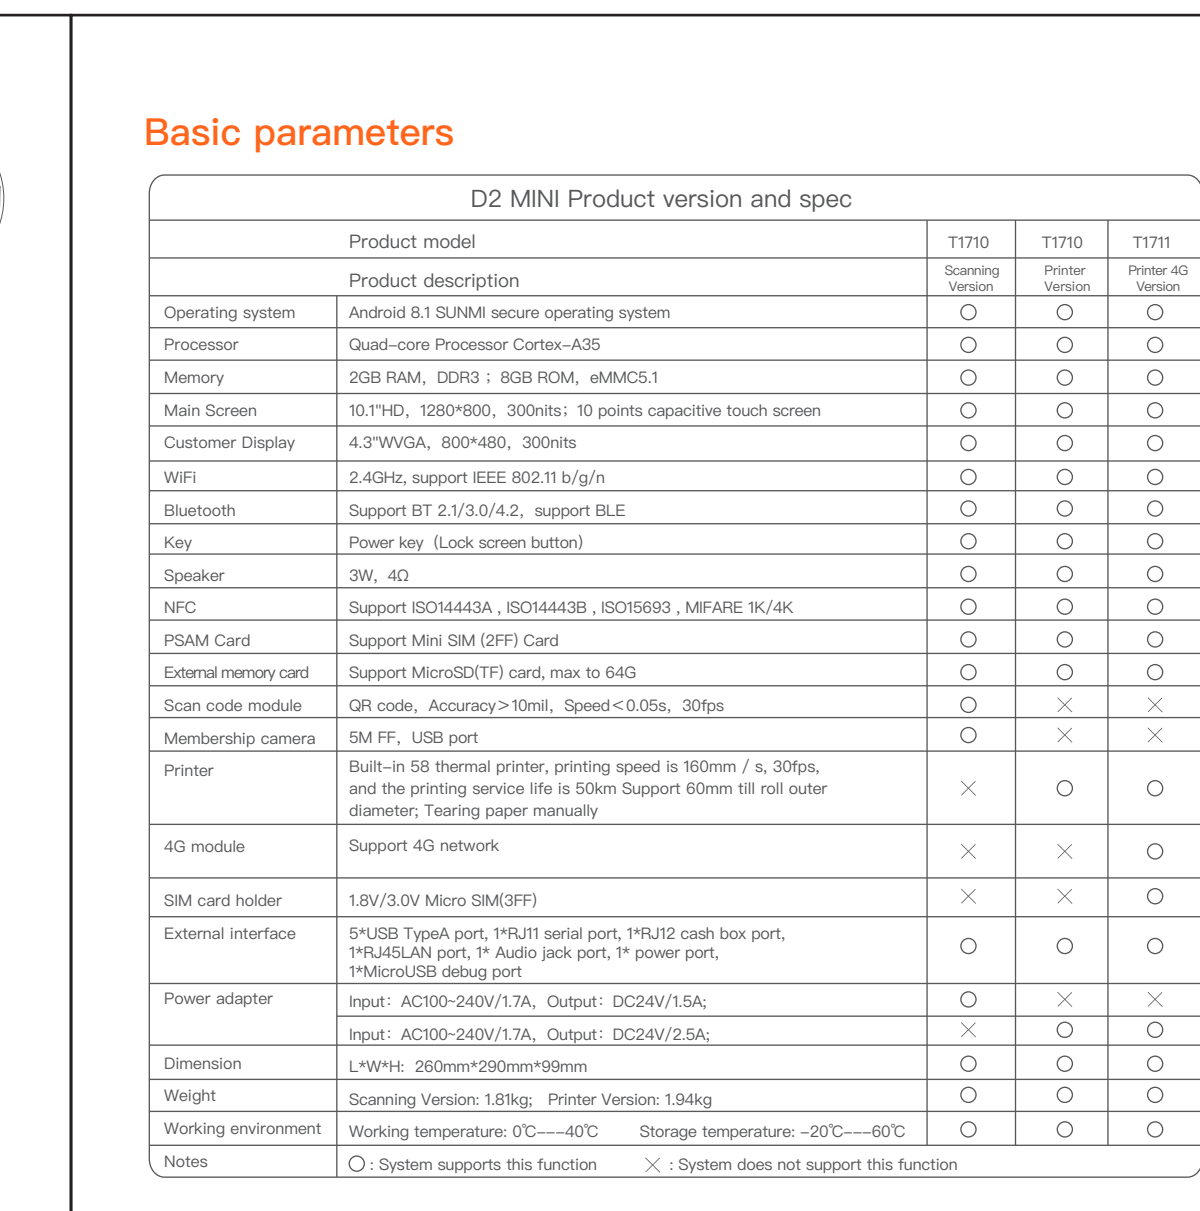 Basic parameters
D2 MINI Product version and spec
Product model T1710 T1710 T1711
Product description Scanning Version Printer Version Printer 4G Version
Operating system Android 8.1 SUNMI secure operating system ○ ○ ○
Processor Quad-core Processor Cortex-A35 ○ ○ ○
Memory 2GB RAM, DDR3 ; 8GB ROM, eMMC5.1 ○ ○ ○
Main Screen 10.1"HD, 1280*800, 300nits; 10 points capacitive touch screen ○ ○ ○
Customer Display 4.3"WVGA, 800*480, 300nits ○ ○ ○
WiFi 2.4GHz, support IEEE 802.11 b/g/n ○ ○ ○
Bluetooth Support BT 2.1/3.0/4.2, support BLE ○ ○ ○
Key Power key (Lock screen button) ○ ○ ○
Speaker 3W, 4Ω ○ ○ ○
NFC Support ISO14443A , ISO14443B , ISO15693 , MIFARE 1K/4K ○ ○ ○
PSAM Card Support Mini SIM (2FF) Card ○ ○ ○
External memory card Support MicroSD(TF) card, max to 64G ○ ○ ○
Scan code module QR code, Accuracy>10mil, Speed<0.05s, 30fps ○ × ×
Membership camera 5M FF, USB port ○ × ×
Printer Built-in 58 thermal printer, printing speed is 160mm / s, 30fps,
and the printing service life is 50km Support 60mm till roll outer × ○ ○
diameter; Tearing paper manually
4G module Support 4G network × × ○
SIM card holder 1.8V/3.0V Micro SIM(3FF) × × ○
External interface 5*USB TypeA port, 1*RJ11 serial port, 1*RJ12 cash box port,
1*RJ45LAN port, 1* Audio jack port, 1* power port, ○ ○ ○
1*MicroUSB debug port
Power adapter Input: AC100~240V/1.7A, Output: DC24V/1.5A; ○ × ×
Input: AC100~240V/1.7A, Output: DC24V/2.5A; × ○ ○
Dimension L*W*H: 260mm*290mm*99mm ○ ○ ○
Weight Scanning Version: 1.81kg; Printer Version: 1.94kg ○ ○ ○
Working environment Working temperature: 0℃---40℃ Storage temperature: -20℃---60℃ ○ ○ ○
Notes ○ : System supports this function × : System does not support this function